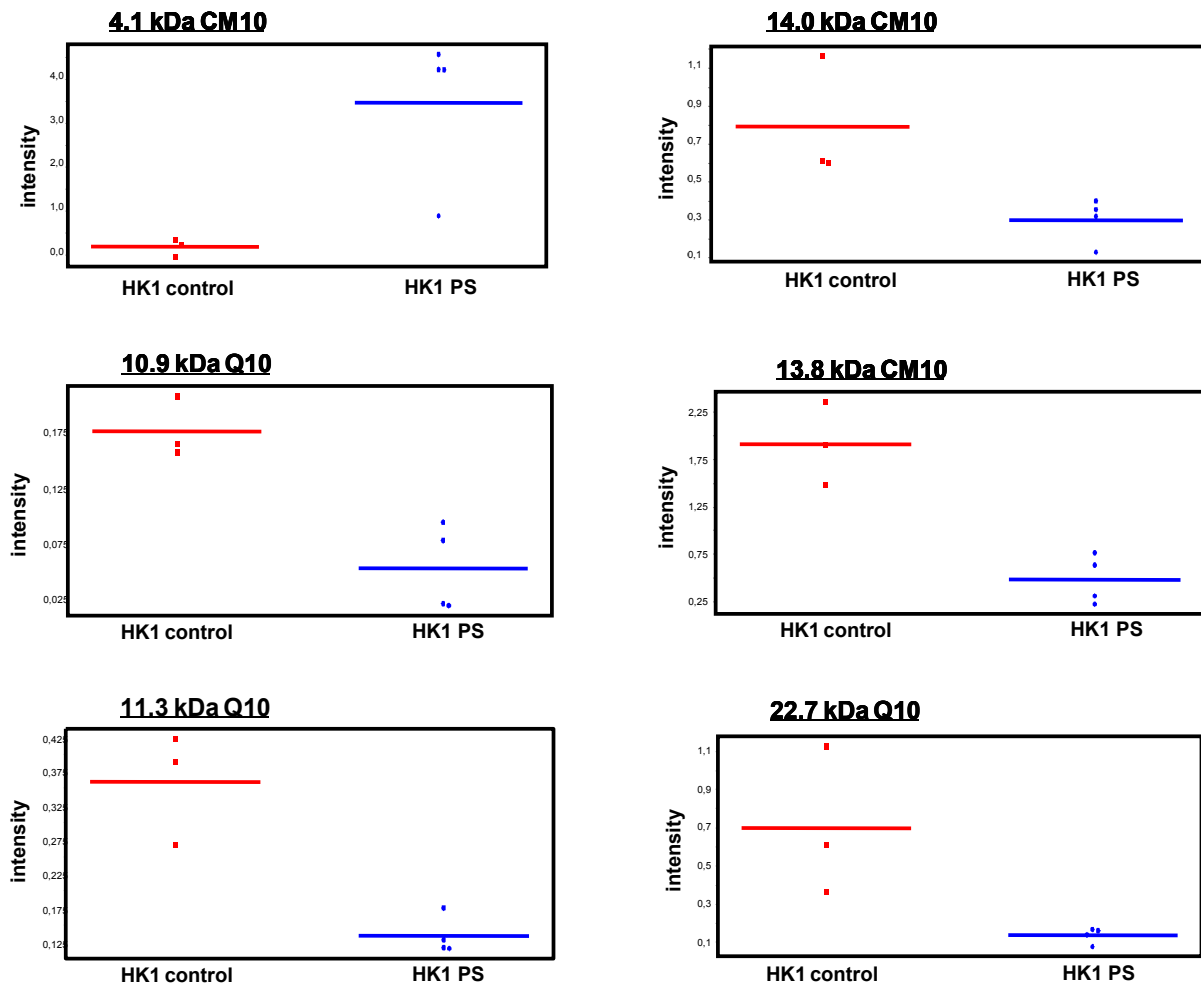 4.1 kDa CM10
intensity
4,0
3,0
2,0
1,0
0,0
HK1 control
HK1 PS
14.0 kDa CM10
intensity
1,1
0,9
0,7
0,5
0,3
0,1
HK1 control
HK1 PS
10.9 kDa Q10
intensity
0,175
0,125
0,075
0,025
HK1 control
HK1 PS
13.8 kDa CM10
intensity
2,25
1,75
1,25
0,75
0,25
HK1 control
HK1 PS
11.3 kDa Q10
intensity
0,425
0,375
0,325
0,275
0,225
0,175
0,125
HK1 control
HK1 PS
22.7 kDa Q10
intensity
1,1
0,9
0,7
0,5
0,3
0,1
HK1 control
HK1 PS